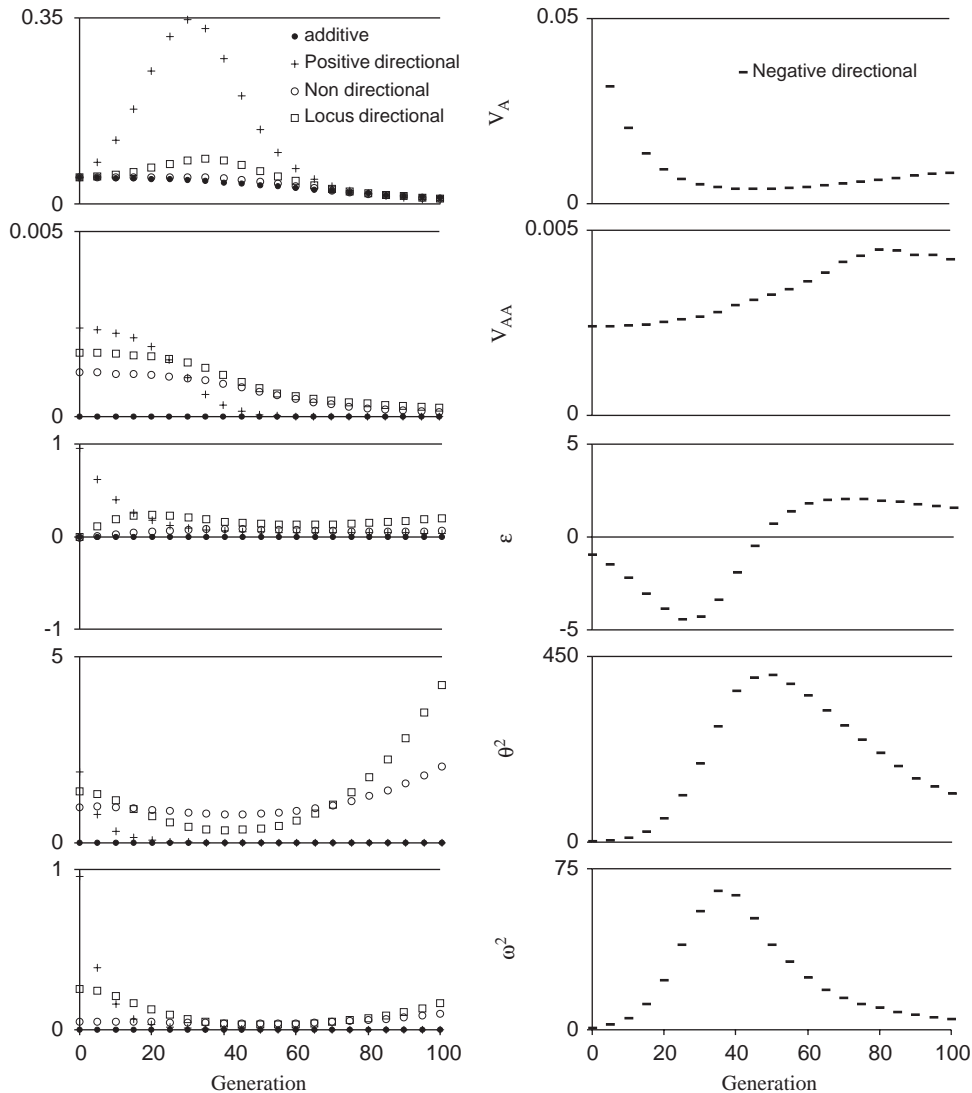 0.35
additive
Positive directional
Non directional
Locus directional
0
0.05
Negative directional
V_A
0
0.005
0
0.005
V_AA
0
1
0
-1
5
ε
0
-5
5
0
450
θ²
0
1
0
0 20 40 60 80 100
Generation
75
ω²
0
0 20 40 60 80 100
Generation